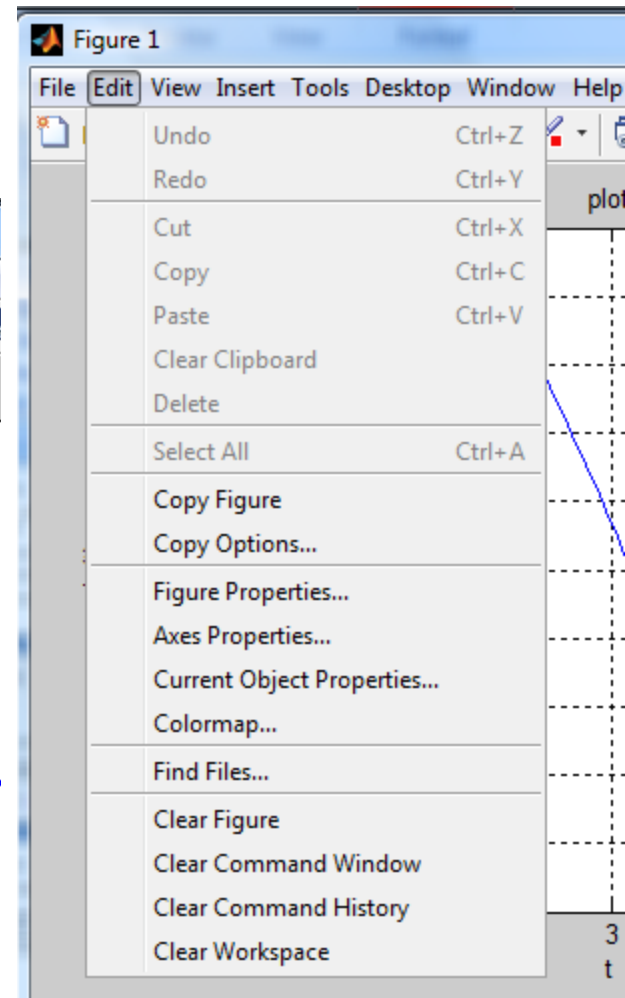 Figure 1
File Edit View Insert Tools Desktop Window Help
Undo Ctrl+Z
Redo Ctrl+Y
plot
Cut Ctrl+X
Copy Ctrl+C
Paste Ctrl+V
Clear Clipboard
Delete
Select All Ctrl+A
Copy Figure
Copy Options...
Figure Properties...
Axes Properties...
Current Object Properties...
Colormap...
Find Files...
Clear Figure
Clear Command Window
Clear Command History
Clear Workspace
3
t